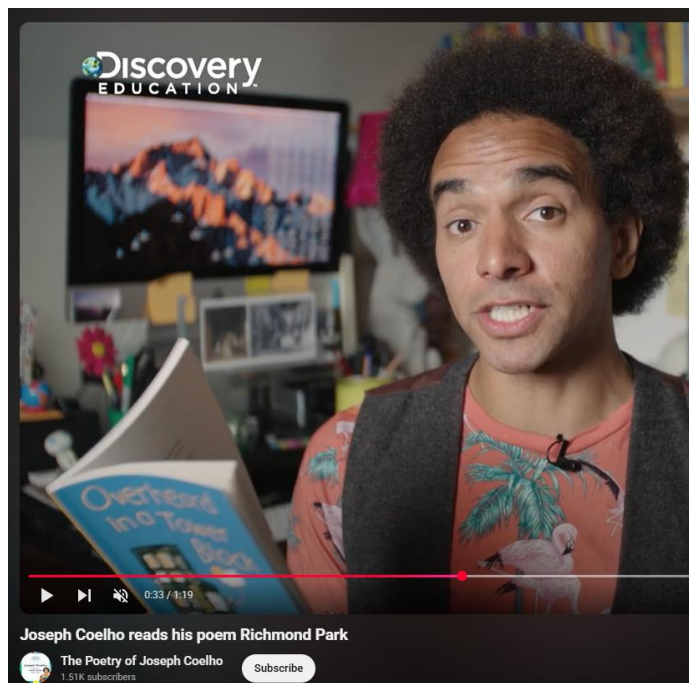 Discovery
EDUCATION™
Overheard
in a Tower
Block
0:33 / 1:19
Joseph Coelho reads his poem Richmond Park
The Poetry of Joseph Coelho
Subscribe
1.51K subscribers